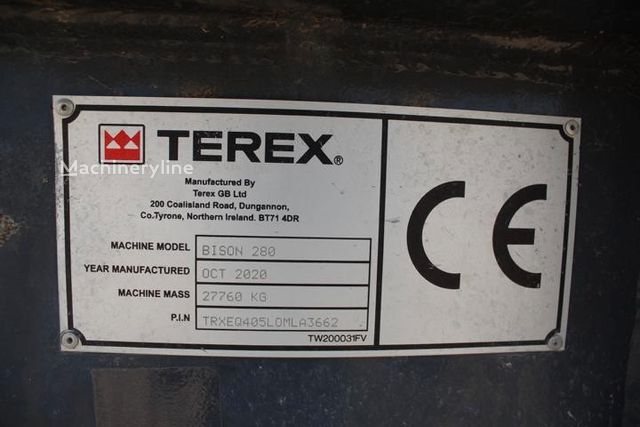 TEREX®
Machineryline
Manufactured By
Terex GB Ltd
200 Coalisland Road, Dungannon,
Co.Tyrone, Northern Ireland. BT71 4DR
MACHINE MODEL BISON 280
YEAR MANUFACTURED OCT 2020
MACHINE MASS 27760 KG
P.I.N TRXEQ405LOMLA3662
TW200031FV
CE